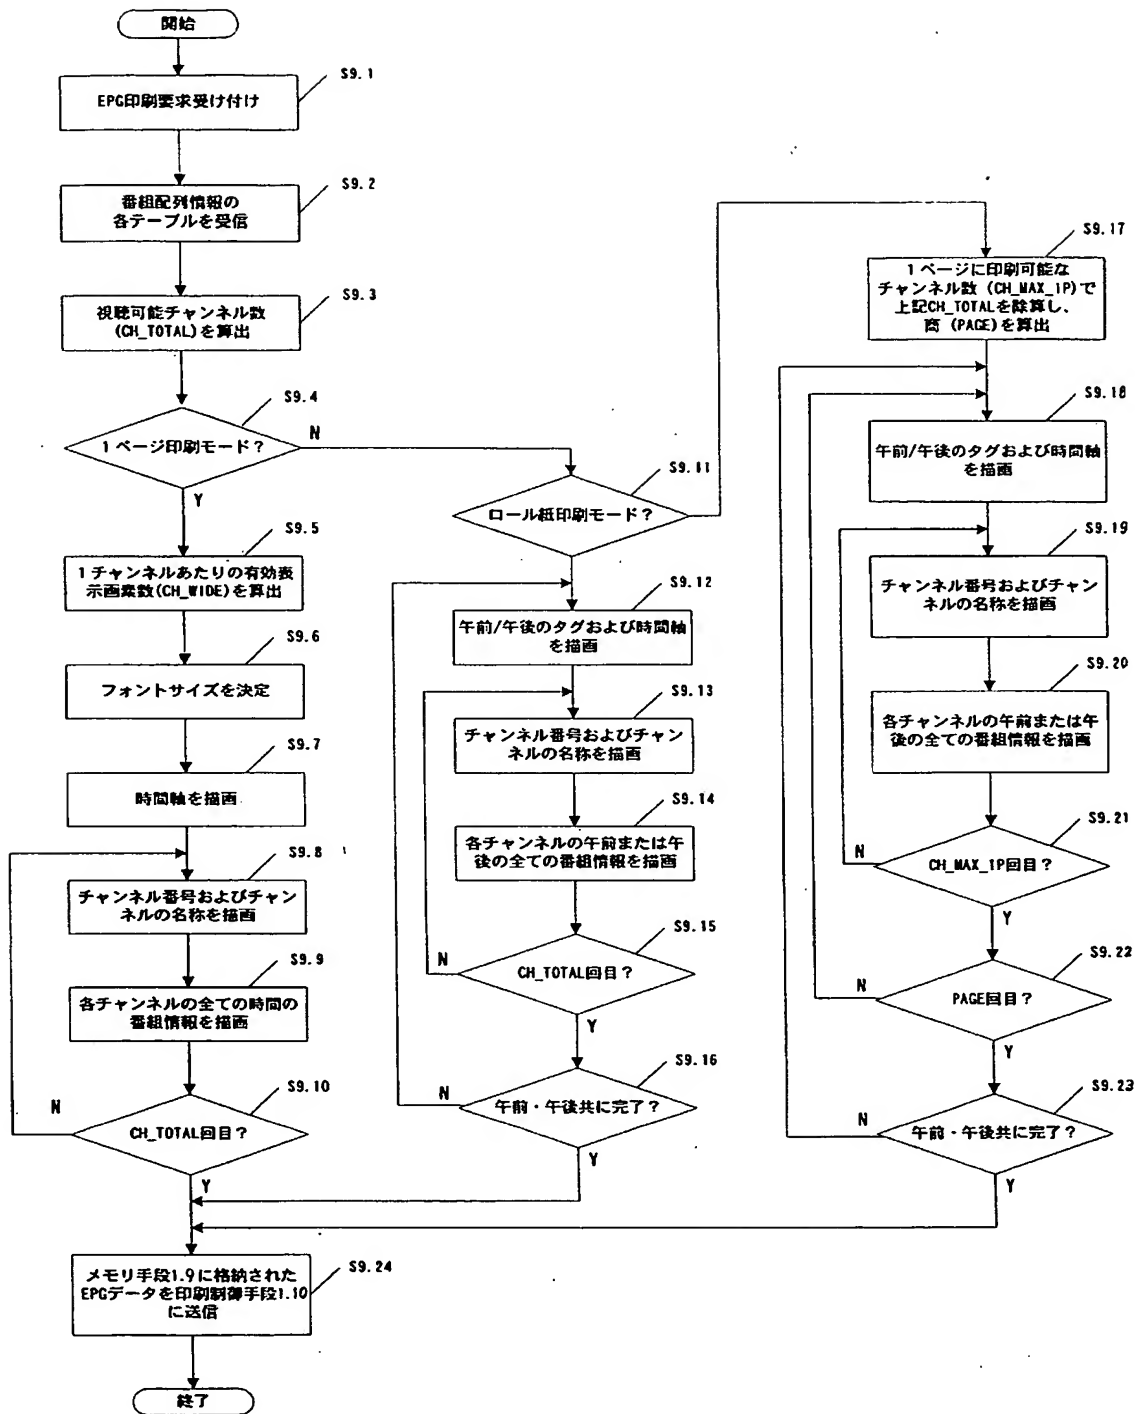 開始
S9.1
EPG印刷要求受け付け
S9.2
番組配列情報の
各テーブルを受信
S9.3
視聴可能チャンネル数
(CH_TOTAL)を算出
S9.4
1ページ印刷モード?
N
Y
S9.5
1チャンネルあたりの有効表
示画素数(CH_WIDE)を算出
S9.6
フォントサイズを決定
S9.7
時間軸を描画
S9.8
チャンネル番号およびチャン
ネルの名称を描画
S9.9
各チャンネルの全ての時間の
番組情報を描画
S9.10
N
CH_TOTAL回目?
Y
S9.11
ロール紙印刷モード?
S9.12
午前/午後のタグおよび時間軸
を描画
S9.13
チャンネル番号およびチャン
ネルの名称を描画
S9.14
各チャンネルの午前または午
後の全ての番組情報を描画
S9.15
N
CH_TOTAL回目?
Y
S9.16
N
午前・午後共に完了?
Y
S9.17
1ページに印刷可能な
チャンネル数 (CH_MAX_1P)で
上記CH_TOTALを除算し、
商 (PAGE)を算出
S9.18
午前/午後のタグおよび時間軸
を描画
S9.19
チャンネル番号およびチャン
ネルの名称を描画
S9.20
各チャンネルの午前または午
後の全ての番組情報を描画
S9.21
N
CH_MAX_1P回目?
Y
S9.22
N
PAGE回目?
Y
S9.23
N
午前・午後共に完了?
Y
S9.24
メモリ手段1.9に格納された
EPGデータを印刷制御手段1.10
に送信
終了